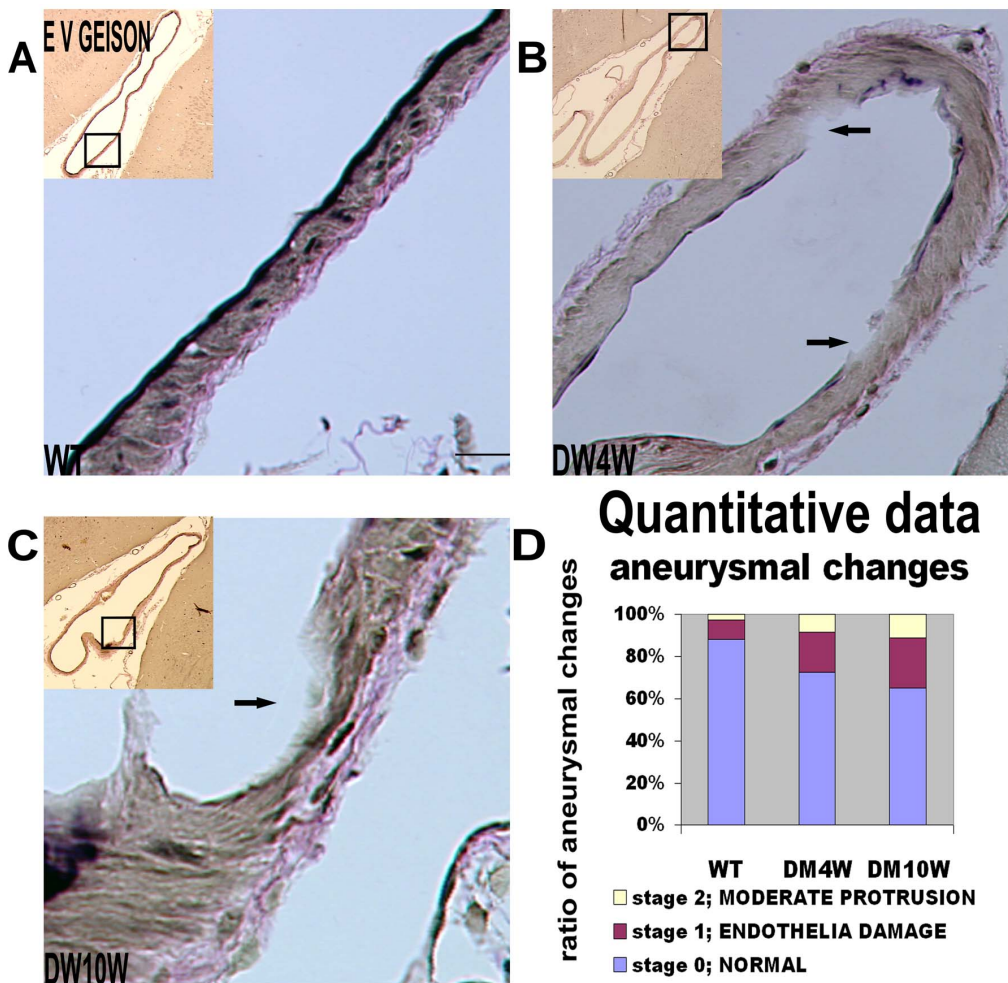 A
E V GEISON
WT
B
DW4W
C
DW10W
D
Quantitative data
aneurysmal changes
ratio of aneurysmal changes
100%
80%
60%
40%
20%
0%
WT DM4W DM10W
stage 2; MODERATE PROTRUSION
stage 1; ENDOTHELIA DAMAGE
stage 0; NORMAL